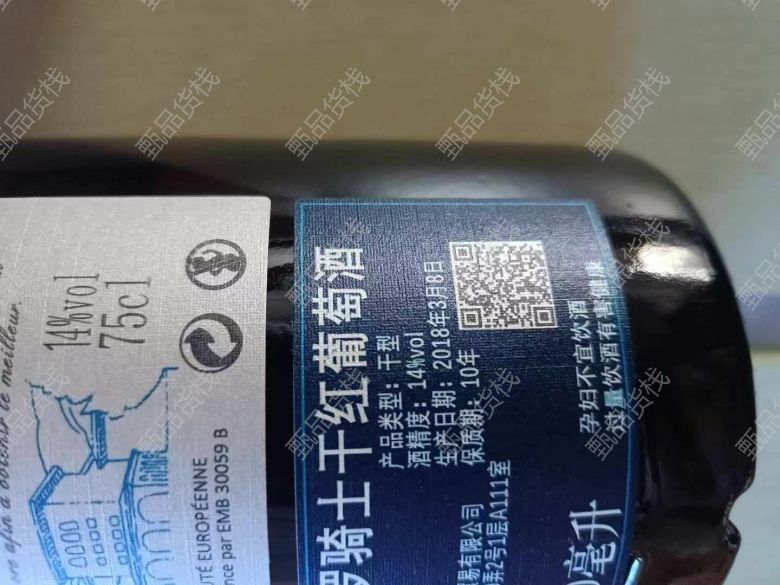 ors afin d'obtenir le meilleur.
14%vol
75cl
UTÉ EUROPÉENNE
nce par EMB 30059 B
骑士干红葡萄酒
产品类型：干型
酒精度：14%vol
生产日期：2018年3月8日
保质期：10年
易有限公司
弄2号1层A111室
毫升
孕妇不宜饮酒
过量饮酒有害健康
甄品货栈